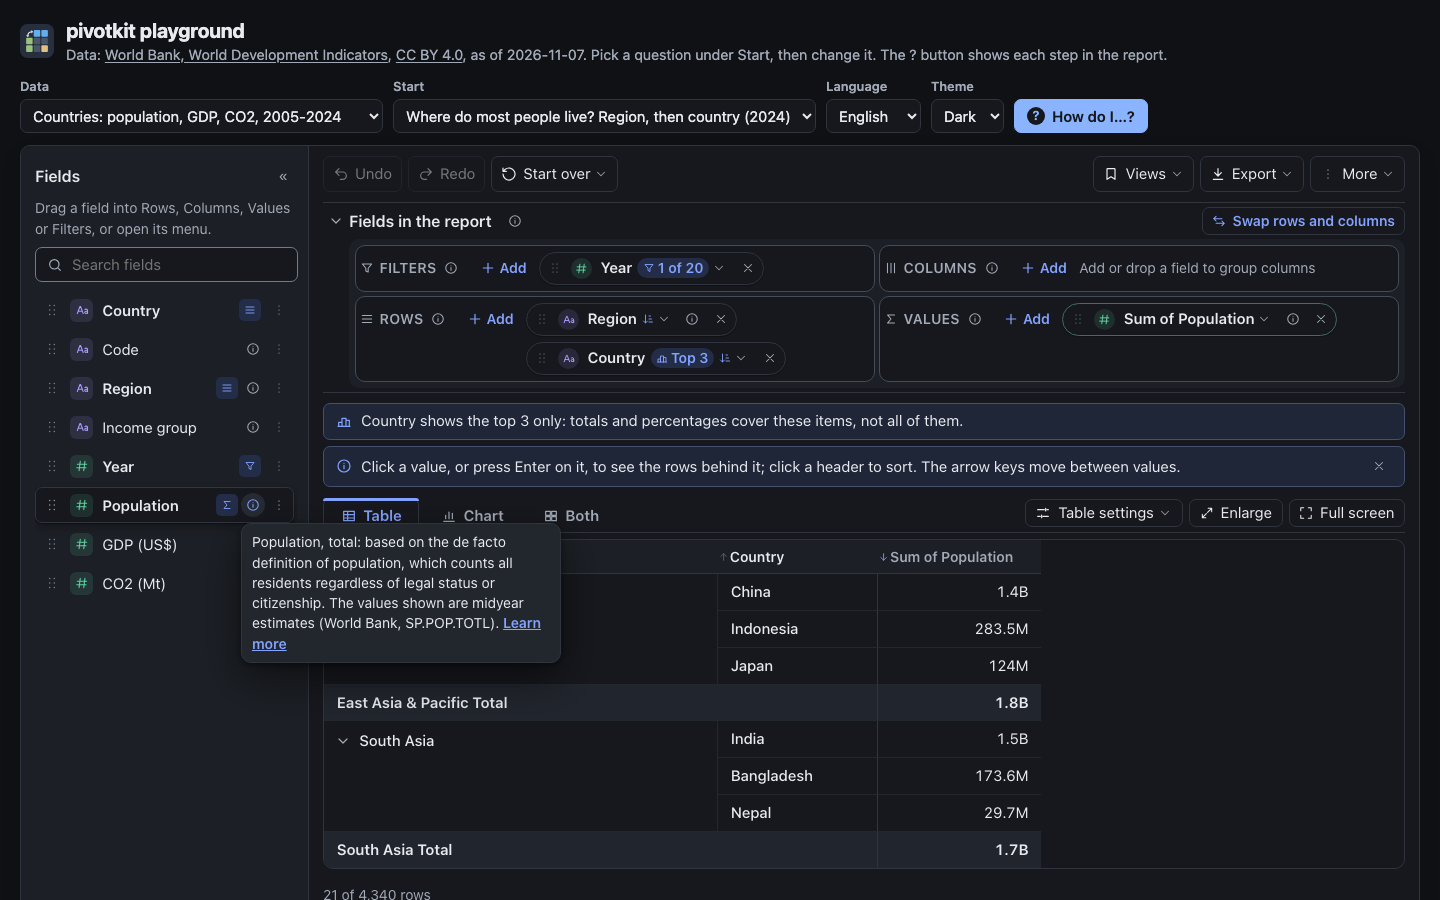 pivotkit playground
Data: World Bank, World Development Indicators, CC BY 4.0, as of 2026-11-07. Pick a question under Start, then change it. The ? button shows each step in the report.
Data
Start
Language
Theme
Countries: population, GDP, CO2, 2005-2024
Where do most people live? Region, then country (2024)
English
Dark
? How do I...?
Fields
«
Undo
Redo
Start over
Views
Export
More
Drag a field into Rows, Columns, Values
or Filters, or open its menu.
Search fields
Fields in the report
Swap rows and columns
FILTERS
+ Add
# Year
1 of 20
COLUMNS
+ Add
Add or drop a field to group columns
ROWS
+ Add
Aa Region
Aa Country
Top 3
Σ VALUES
+ Add
# Sum of Population
Aa Country
Aa Code
Aa Region
Aa Income group
# Year
# Population
Σ
# GDP (US$)
# CO2 (Mt)
Country shows the top 3 only: totals and percentages cover these items, not all of them.
Click a value, or press Enter on it, to see the rows behind it; click a header to sort. The arrow keys move between values.
Table
Chart
Both
Table settings
Enlarge
Full screen
Population, total: based on the de facto
definition of population, which counts all
residents regardless of legal status or
citizenship. The values shown are midyear
estimates (World Bank, SP.POP.TOTL). Learn
more
↑ Country
↓ Sum of Population
China
1.4B
Indonesia
283.5M
Japan
124M
East Asia & Pacific Total
1.8B
South Asia
India
1.5B
Bangladesh
173.6M
Nepal
29.7M
South Asia Total
1.7B
21 of 4,340 rows